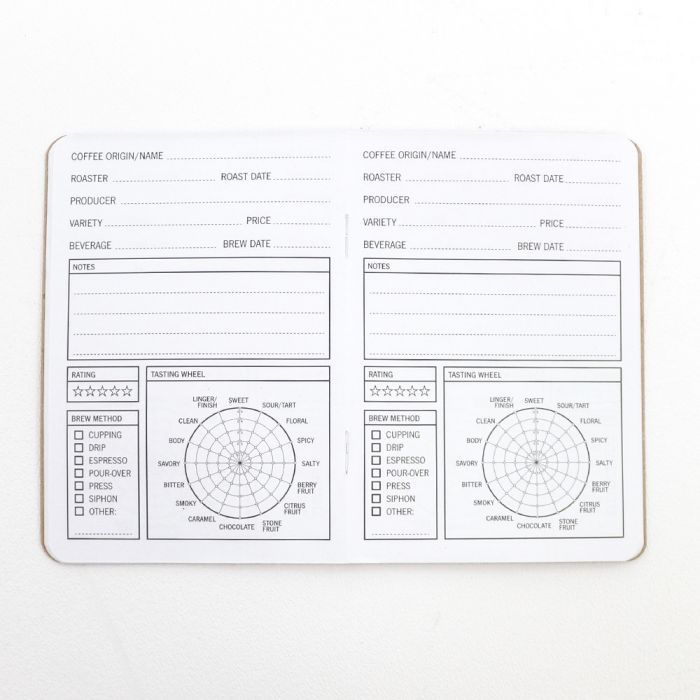 COFFEE ORIGIN/NAME
ROASTER ROAST DATE
PRODUCER
VARIETY PRICE
BEVERAGE BREW DATE
NOTES
RATING
BREW METHOD
CUPPING
DRIP
ESPRESSO
POUR-OVER
PRESS
SIPHON
OTHER:
TASTING WHEEL
SWEET
SOUR/TART
FLORAL
SPICY
SALTY
BERRY
FRUIT
CITRUS
FRUIT
STONE
FRUIT
CHOCOLATE
CARAMEL
SMOKY
BITTER
SAVORY
BODY
CLEAN
LINGER/
FINISH
COFFEE ORIGIN/NAME
ROASTER ROAST DATE
PRODUCER
VARIETY PRICE
BEVERAGE BREW DATE
NOTES
RATING
BREW METHOD
CUPPING
DRIP
ESPRESSO
POUR-OVER
PRESS
SIPHON
OTHER:
TASTING WHEEL
SWEET
SOUR/TART
FLORAL
SPICY
SALTY
BERRY
FRUIT
CITRUS
FRUIT
STONE
FRUIT
CHOCOLATE
CARAMEL
SMOKY
BITTER
SAVORY
BODY
CLEAN
LINGER/
FINISH